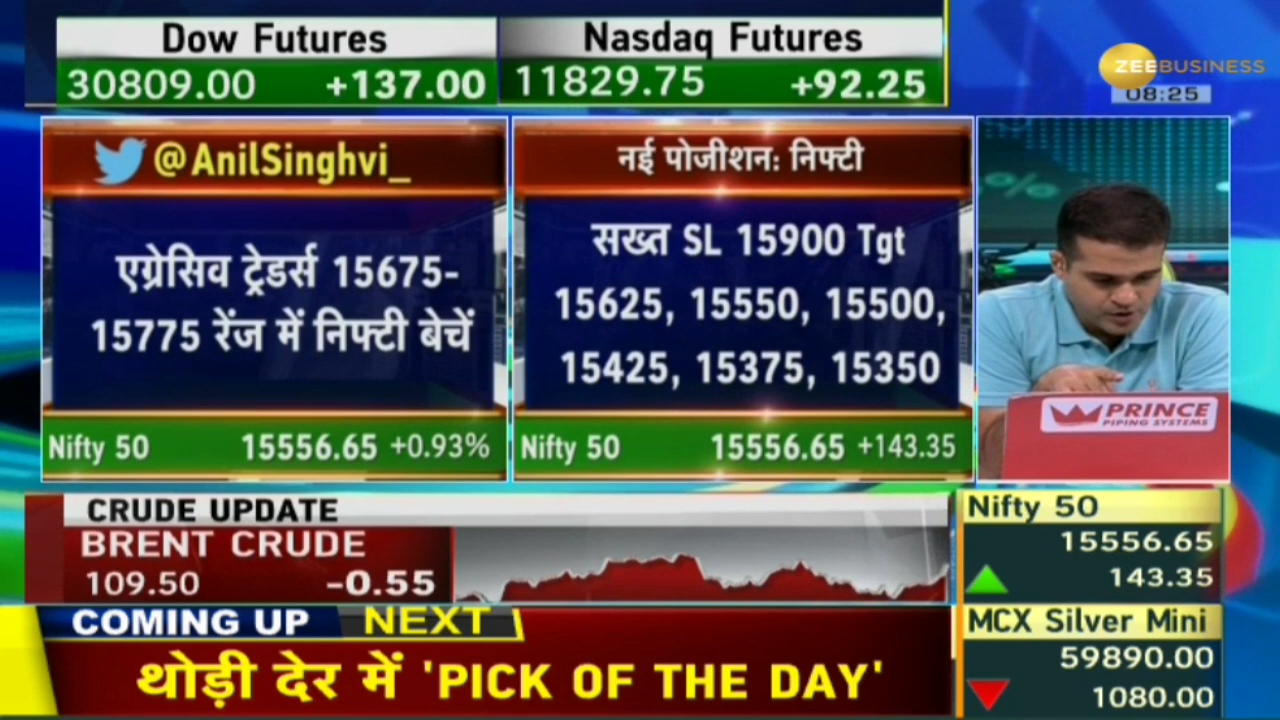 Dow Futures
30809.00 +137.00
Nasdaq Futures
11829.75 +92.25
ZEEBUSINESS
08:25
@AnilSinghvi_
एग्रेसिव ट्रेडर्स 15675-
15775 रेंज में निफ्टी बेचें
Nifty 50 15556.65 +0.93%
नई पोजीशन: निफ्टी
सख्त SL 15900 Tgt
15625, 15550, 15500,
15425, 15375, 15350
Nifty 50 15556.65 +143.35
PRINCE
PIPING SYSTEMS
CRUDE UPDATE
BRENT CRUDE
109.50 -0.55
Nifty 50
15556.65
143.35
MCX Silver Mini
59890.00
1080.00
COMING UP NEXT
थोड़ी देर में 'PICK OF THE DAY'